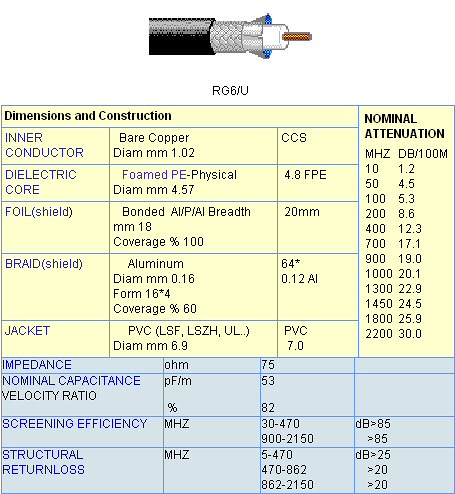 RG6/U
Dimensions and Construction
INNER CONDUCTOR Bare Copper CCS
Diam mm 1.02
DIELECTRIC CORE Foamed PE-Physical 4.8 FPE
Diam mm 4.57
FOIL(shield) Bonded Al/P/Al Breadth 20mm
mm 18
Coverage % 100
BRAID(shield) Aluminum 64*
Diam mm 0.16 0.12 Al
Form 16*4
Coverage % 60
JACKET PVC (LSF, LSZH, UL..) PVC
Diam mm 6.9 7.0
NOMINAL
ATTENUATION
MHZ DB/100M
10 1.2
50 4.5
100 5.3
200 8.6
400 12.3
700 17.1
900 19.0
1000 20.1
1300 22.9
1450 24.5
1800 25.9
2200 30.0
IMPEDANCE ohm 75
NOMINAL CAPACITANCE pF/m 53
VELOCITY RATIO
% 82
SCREENING EFFICIENCY MHZ 30-470 dB>85
900-2150 >85
STRUCTURAL MHZ 5-470 dB>25
RETURNLOSS 470-862 >20
862-2150 >20